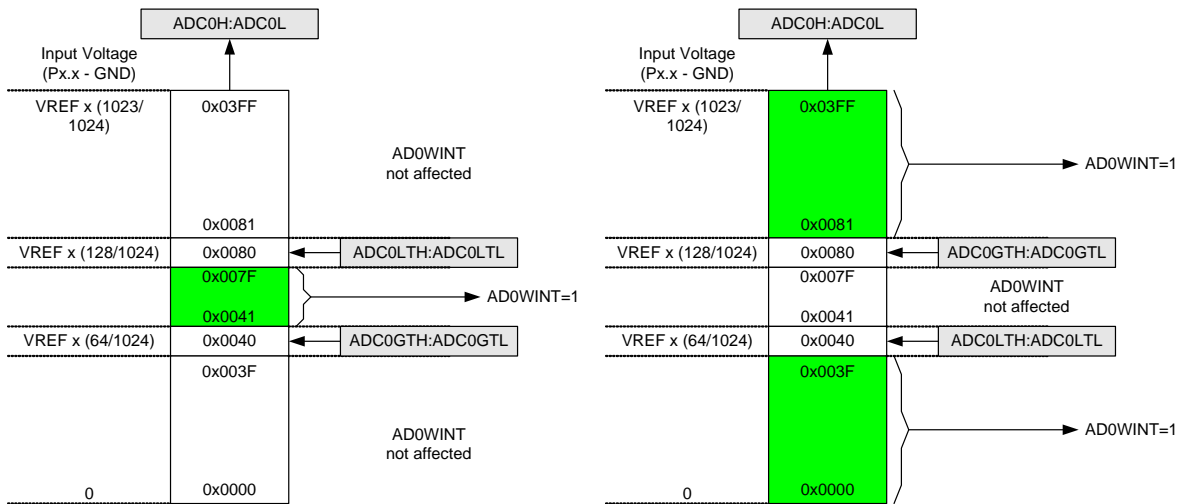 ADC0H:ADC0L
Input Voltage
(Px.x - GND)
VREF x (1023/
1024)
0x03FF
AD0WINT
not affected
0x0081
VREF x (128/1024)
0x0080
ADC0LTH:ADC0LTL
0x007F
AD0WINT=1
0x0041
VREF x (64/1024)
0x0040
ADC0GTH:ADC0GTL
0x003F
AD0WINT
not affected
0
0x0000
ADC0H:ADC0L
Input Voltage
(Px.x - GND)
VREF x (1023/
1024)
0x03FF
AD0WINT=1
0x0081
VREF x (128/1024)
0x0080
ADC0GTH:ADC0GTL
0x007F
AD0WINT
not affected
0x0041
VREF x (64/1024)
0x0040
ADC0LTH:ADC0LTL
0x003F
AD0WINT=1
0
0x0000